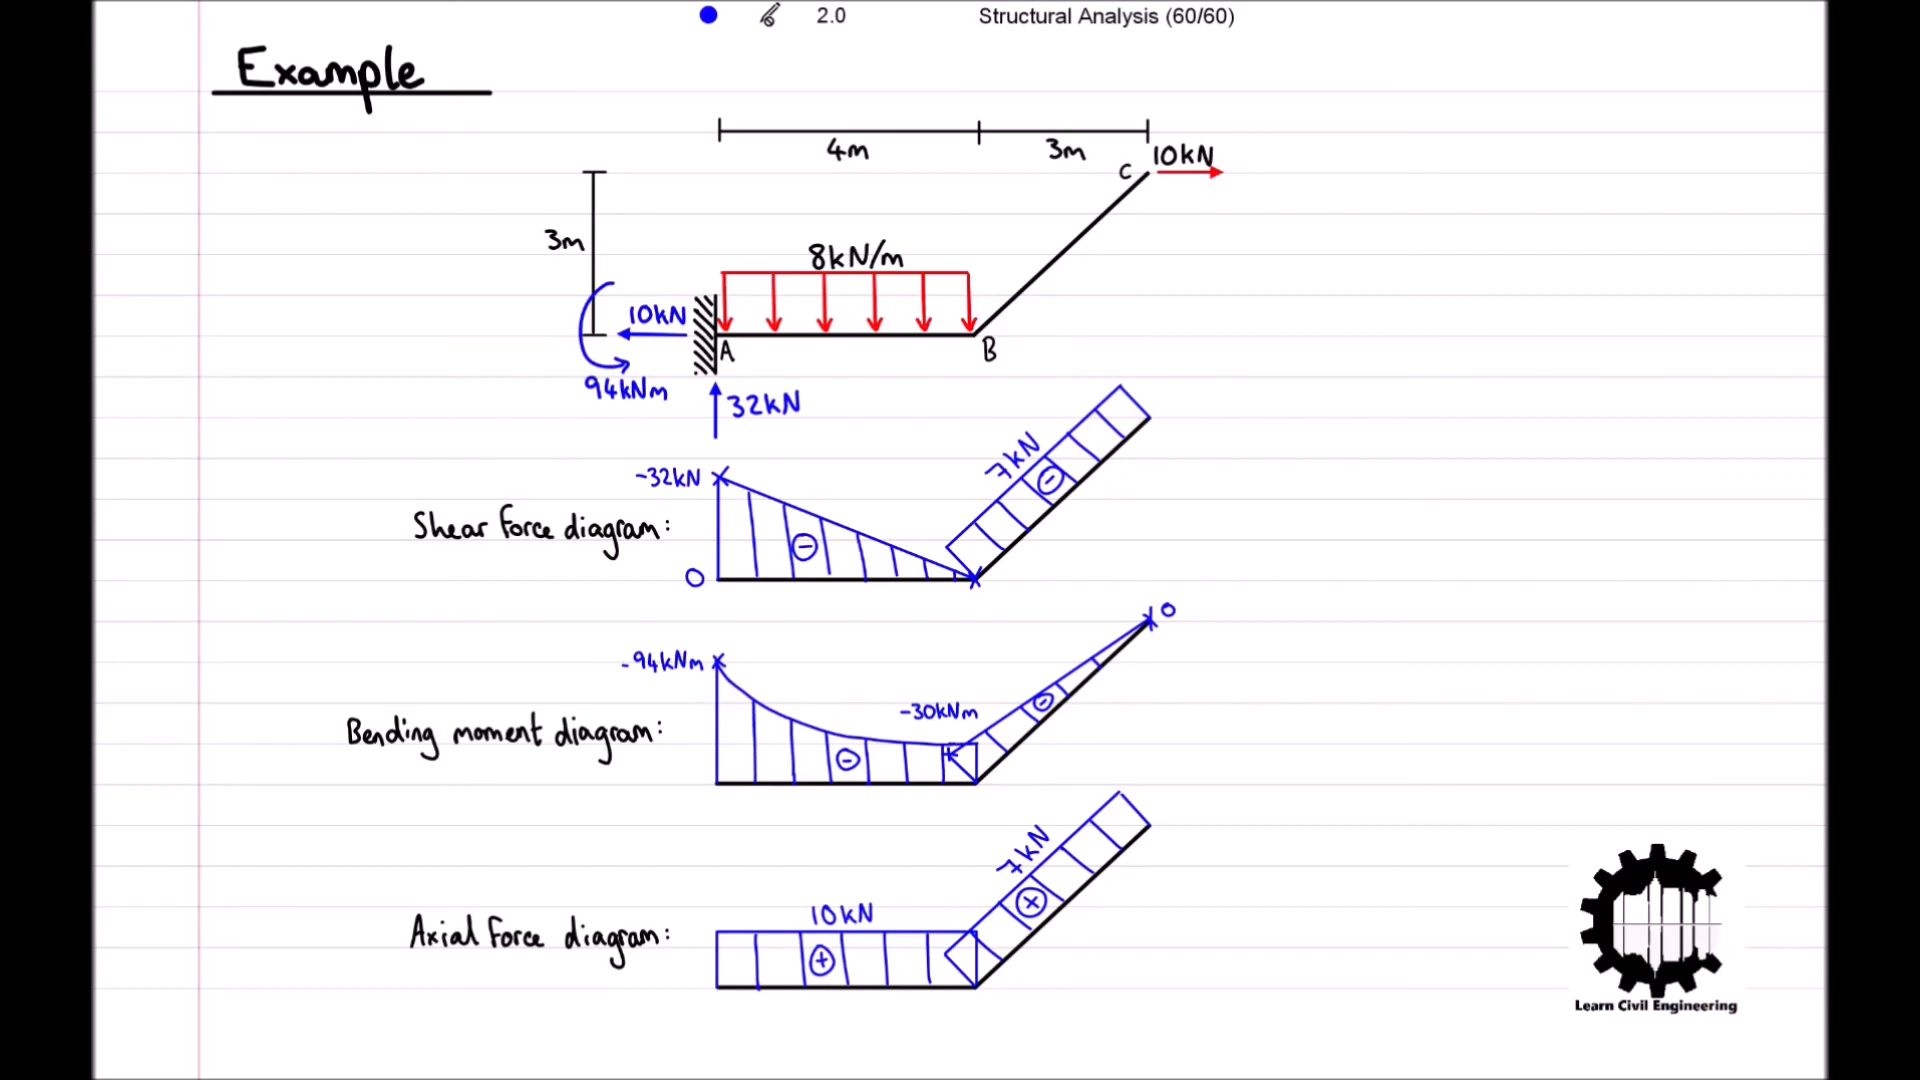 2.0 Structural Analysis (60/60)
Example
4m 3m
C 10kN
3m
8kN/m
10kN
A B
94kNm
32kN
7kN
-32kN
Shear Force diagram:
0
0
-94kNm
-30kNm
Bending moment diagram:
7kN
10kN
Axial Force diagram:
Learn Civil Engineering